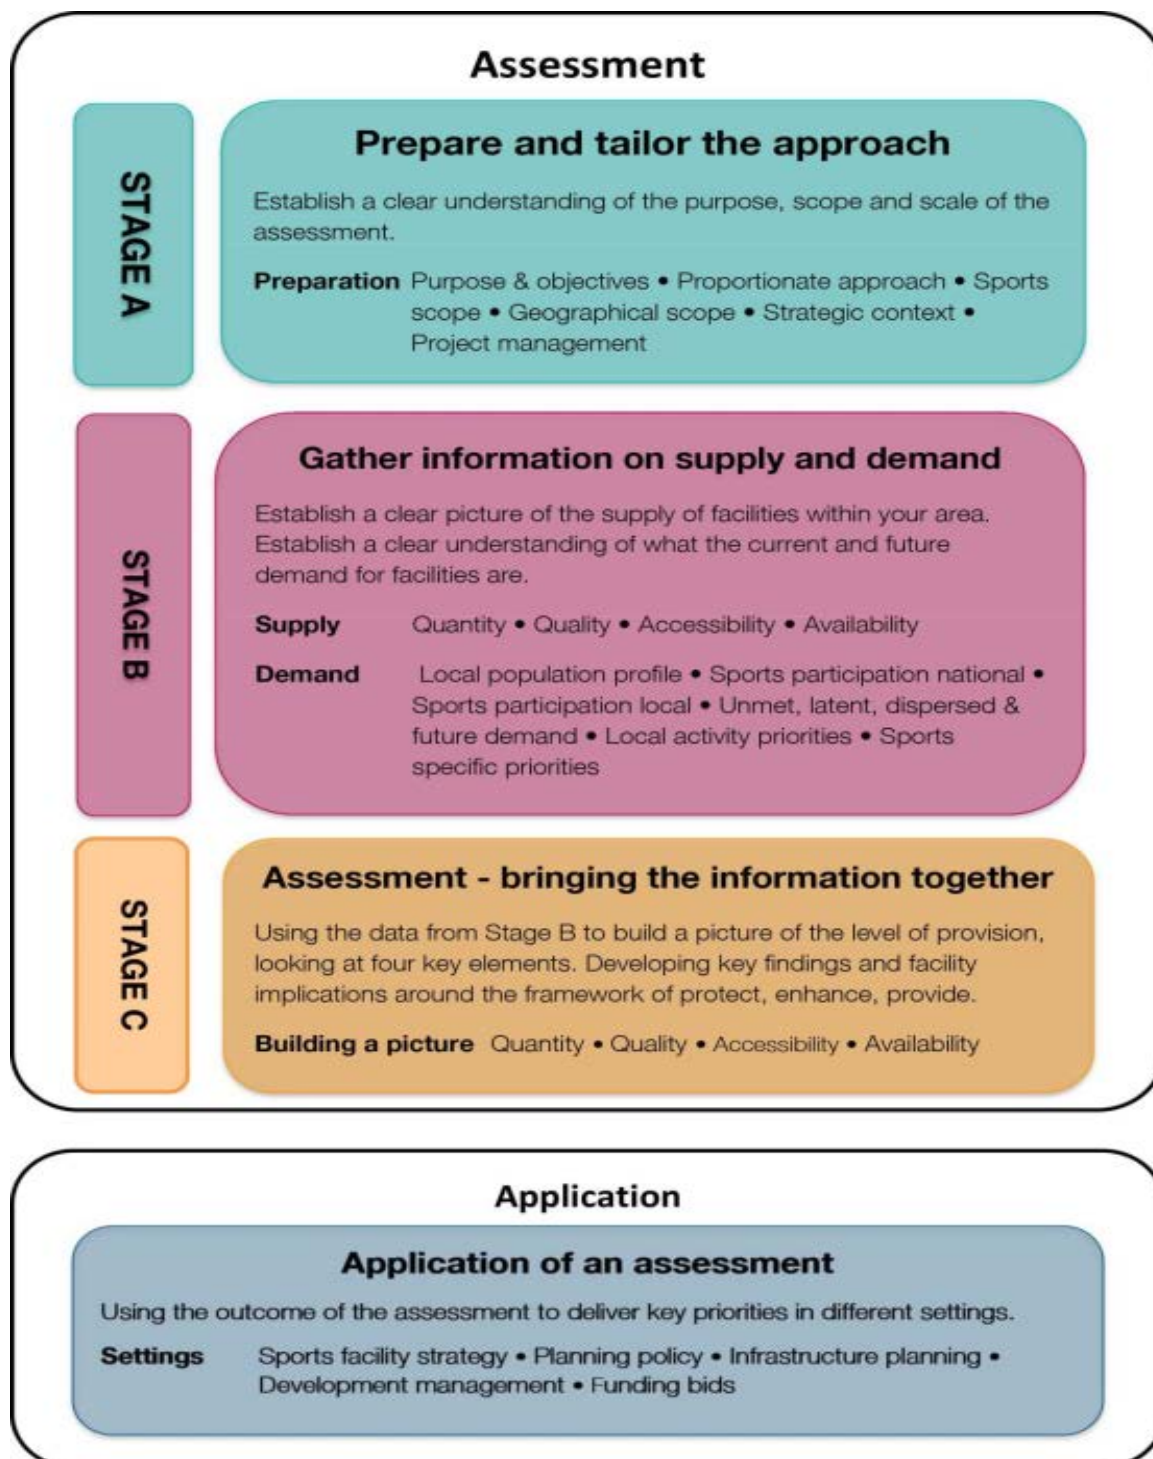 Assessment
STAGE A
Prepare and tailor the approach
Establish a clear understanding of the purpose, scope and scale of the
assessment.
Preparation Purpose & objectives • Proportionate approach • Sports
scope • Geographical scope • Strategic context •
Project management
STAGE B
Gather information on supply and demand
Establish a clear picture of the supply of facilities within your area.
Establish a clear understanding of what the current and future
demand for facilities are.
Supply Quantity • Quality • Accessibility • Availability
Demand Local population profile • Sports participation national •
Sports participation local • Unmet, latent, dispersed &
future demand • Local activity priorities • Sports
specific priorities
STAGE C
Assessment - bringing the information together
Using the data from Stage B to build a picture of the level of provision,
looking at four key elements. Developing key findings and facility
implications around the framework of protect, enhance, provide.
Building a picture Quantity • Quality • Accessibility • Availability
Application
Application of an assessment
Using the outcome of the assessment to deliver key priorities in different settings.
Settings Sports facility strategy • Planning policy • Infrastructure planning •
Development management • Funding bids